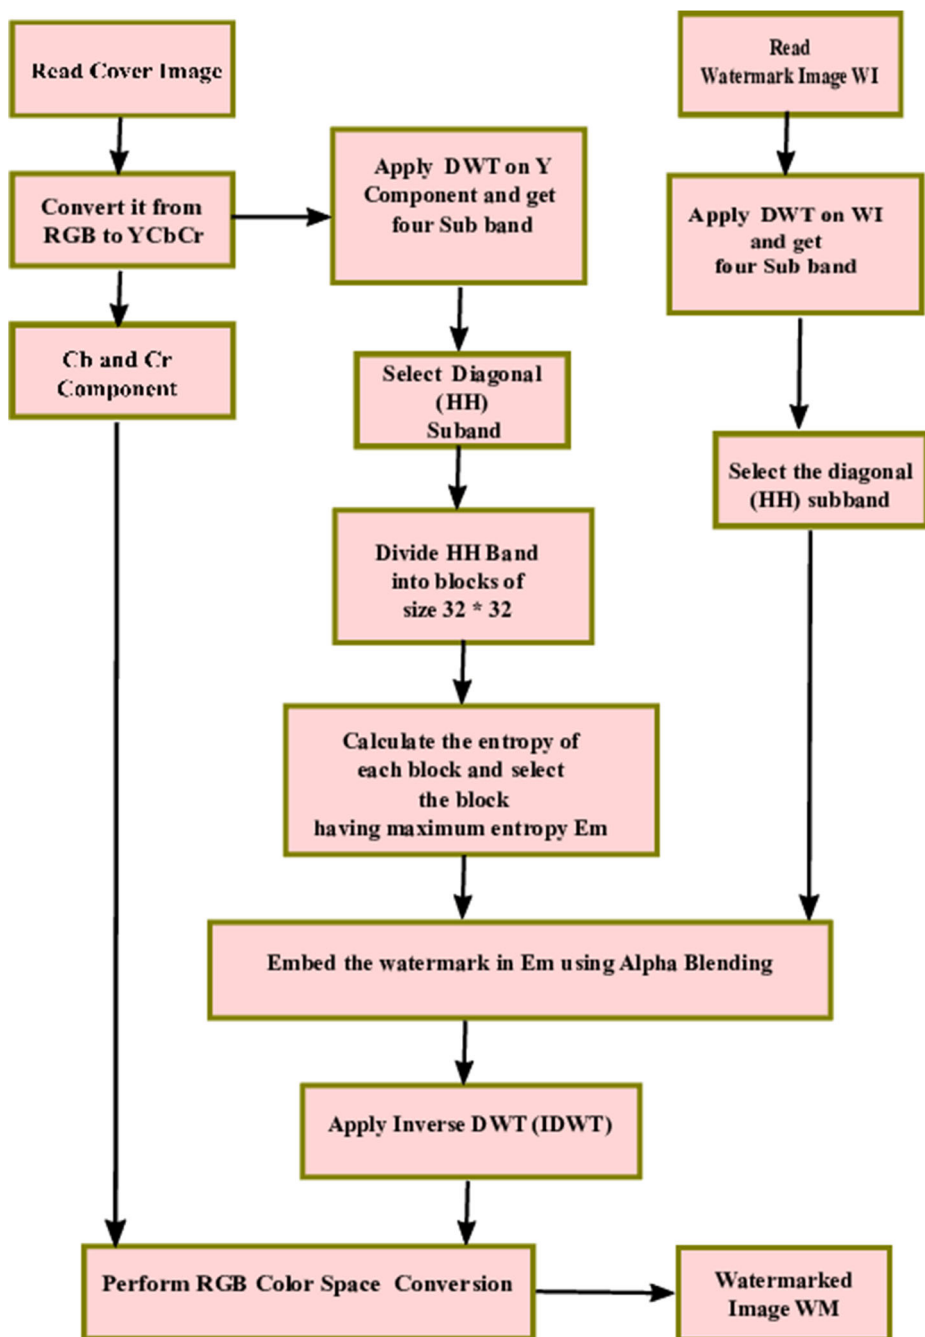 Read Cover Image
Read
Watermark Image WI
Convert it from
RGB to YCbCr
Apply DWT on Y
Component and get
four Sub band
Apply DWT on WI
and get
four Sub band
Cb and Cr
Component
Select Diagonal
(HH)
Suband
Select the diagonal
(HH) subband
Divide HH Band
into blocks of
size 32 * 32
Calculate the entropy of
each block and select
the block
having maximum entropy Em
Embed the watermark in Em using Alpha Blending
Apply Inverse DWT (IDWT)
Perform RGB Color Space Conversion
Watermarked
Image WM